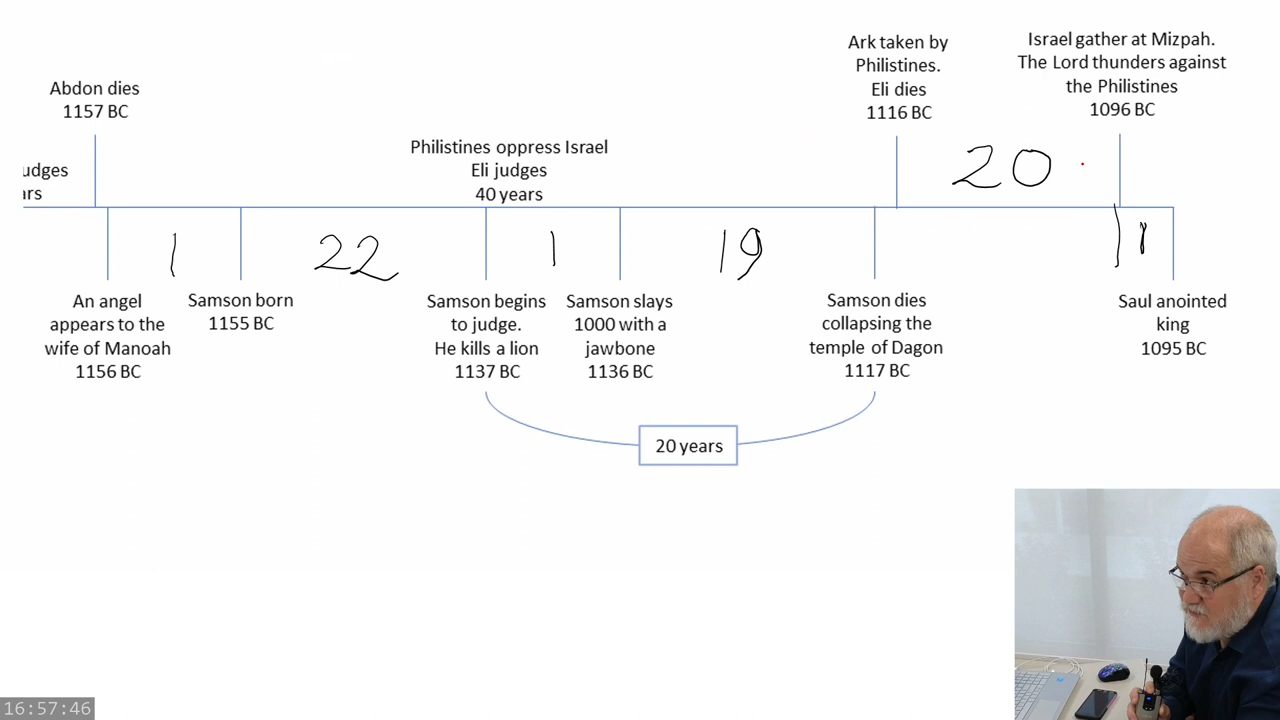 Abdon dies
1157 BC
Ark taken by
Philistines.
Eli dies
1116 BC
Israel gather at Mizpah.
The Lord thunders against
the Philistines
1096 BC
Philistines oppress Israel
Eli judges
40 years
udges
rs
20
1
22
1
19
1
An angel
appears to the
wife of Manoah
1156 BC
Samson born
1155 BC
Samson begins
to judge.
He kills a lion
1137 BC
Samson slays
1000 with a
jawbone
1136 BC
Samson dies
collapsing the
temple of Dagon
1117 BC
Saul anointed
king
1095 BC
20 years
16:57:46